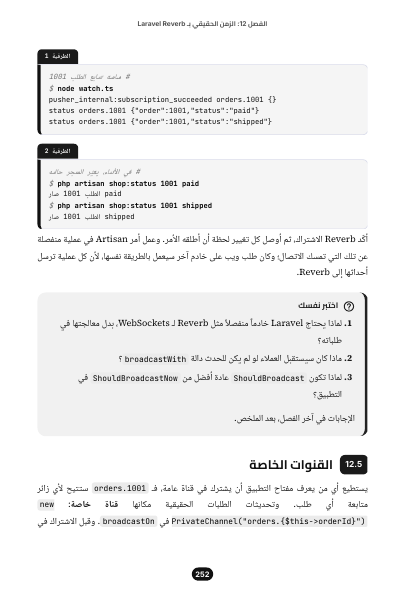 الفصل 12: الزمن الحقيقي بـ Laravel Reverb
الطرفية 1
# شاشة تتابع الطلب 1001
$ node watch.ts
pusher_internal:subscription_succeeded orders.1001 {}
status orders.1001 {"order":1001,"status":"paid"}
status orders.1001 {"order":1001,"status":"shipped"}
الطرفية 2
# في الأثناء، يغير المتجر حالته
$ php artisan shop:status 1001 paid
الطلب 1001 صار paid
$ php artisan shop:status 1001 shipped
الطلب 1001 صار shipped
أكّد Reverb الاشتراك، ثم أوصل كل تغيير لحظة أن أطلقه الأمر. وعمل أمر Artisan في عملية منفصلة
عن تلك التي تمسك الاتصال؛ وكان طلب ويب على خادم آخر سيعمل بالطريقة نفسها، لأن كل عملية ترسل
أحداثها إلى Reverb.
اختبر نفسك
1. لماذا يحتاج Laravel خادماً منفصلاً مثل Reverb لـ WebSockets، بدل معالجتها في
طلباته؟
2. ماذا كان سيستقبل العملاء لو لم يكن للحدث دالة broadcastWith ؟
3. لماذا تكون ShouldBroadcast عادة أفضل من ShouldBroadcastNow في
التطبيق؟
الإجابات في آخر الفصل، بعد الملخص.
12.5 القنوات الخاصة
يستطيع أي من يعرف مفتاح التطبيق أن يشترك في قناة عامة، فـ orders.1001 ستتيح لأي زائر
متابعة أي طلب. وتحديثات الطلبات الحقيقية مكانها قناة خاصة: new
PrivateChannel("orders.{$this->orderId}") في broadcastOn . وقبل الاشتراك في
252